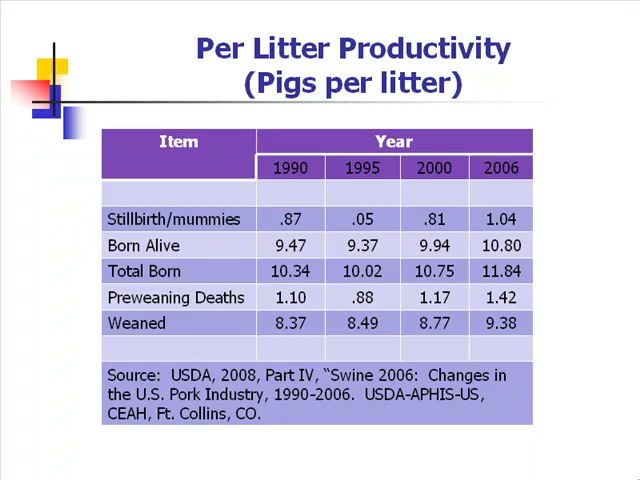 Per Litter Productivity
(Pigs per litter)
Item Year
1990 1995 2000 2006
Stillbirth/mummies .87 .05 .81 1.04
Born Alive 9.47 9.37 9.94 10.80
Total Born 10.34 10.02 10.75 11.84
Preweaning Deaths 1.10 .88 1.17 1.42
Weaned 8.37 8.49 8.77 9.38
Source: USDA, 2008, Part IV, “Swine 2006: Changes in
the U.S. Pork Industry, 1990-2006. USDA-APHIS-US,
CEAH, Ft. Collins, CO.